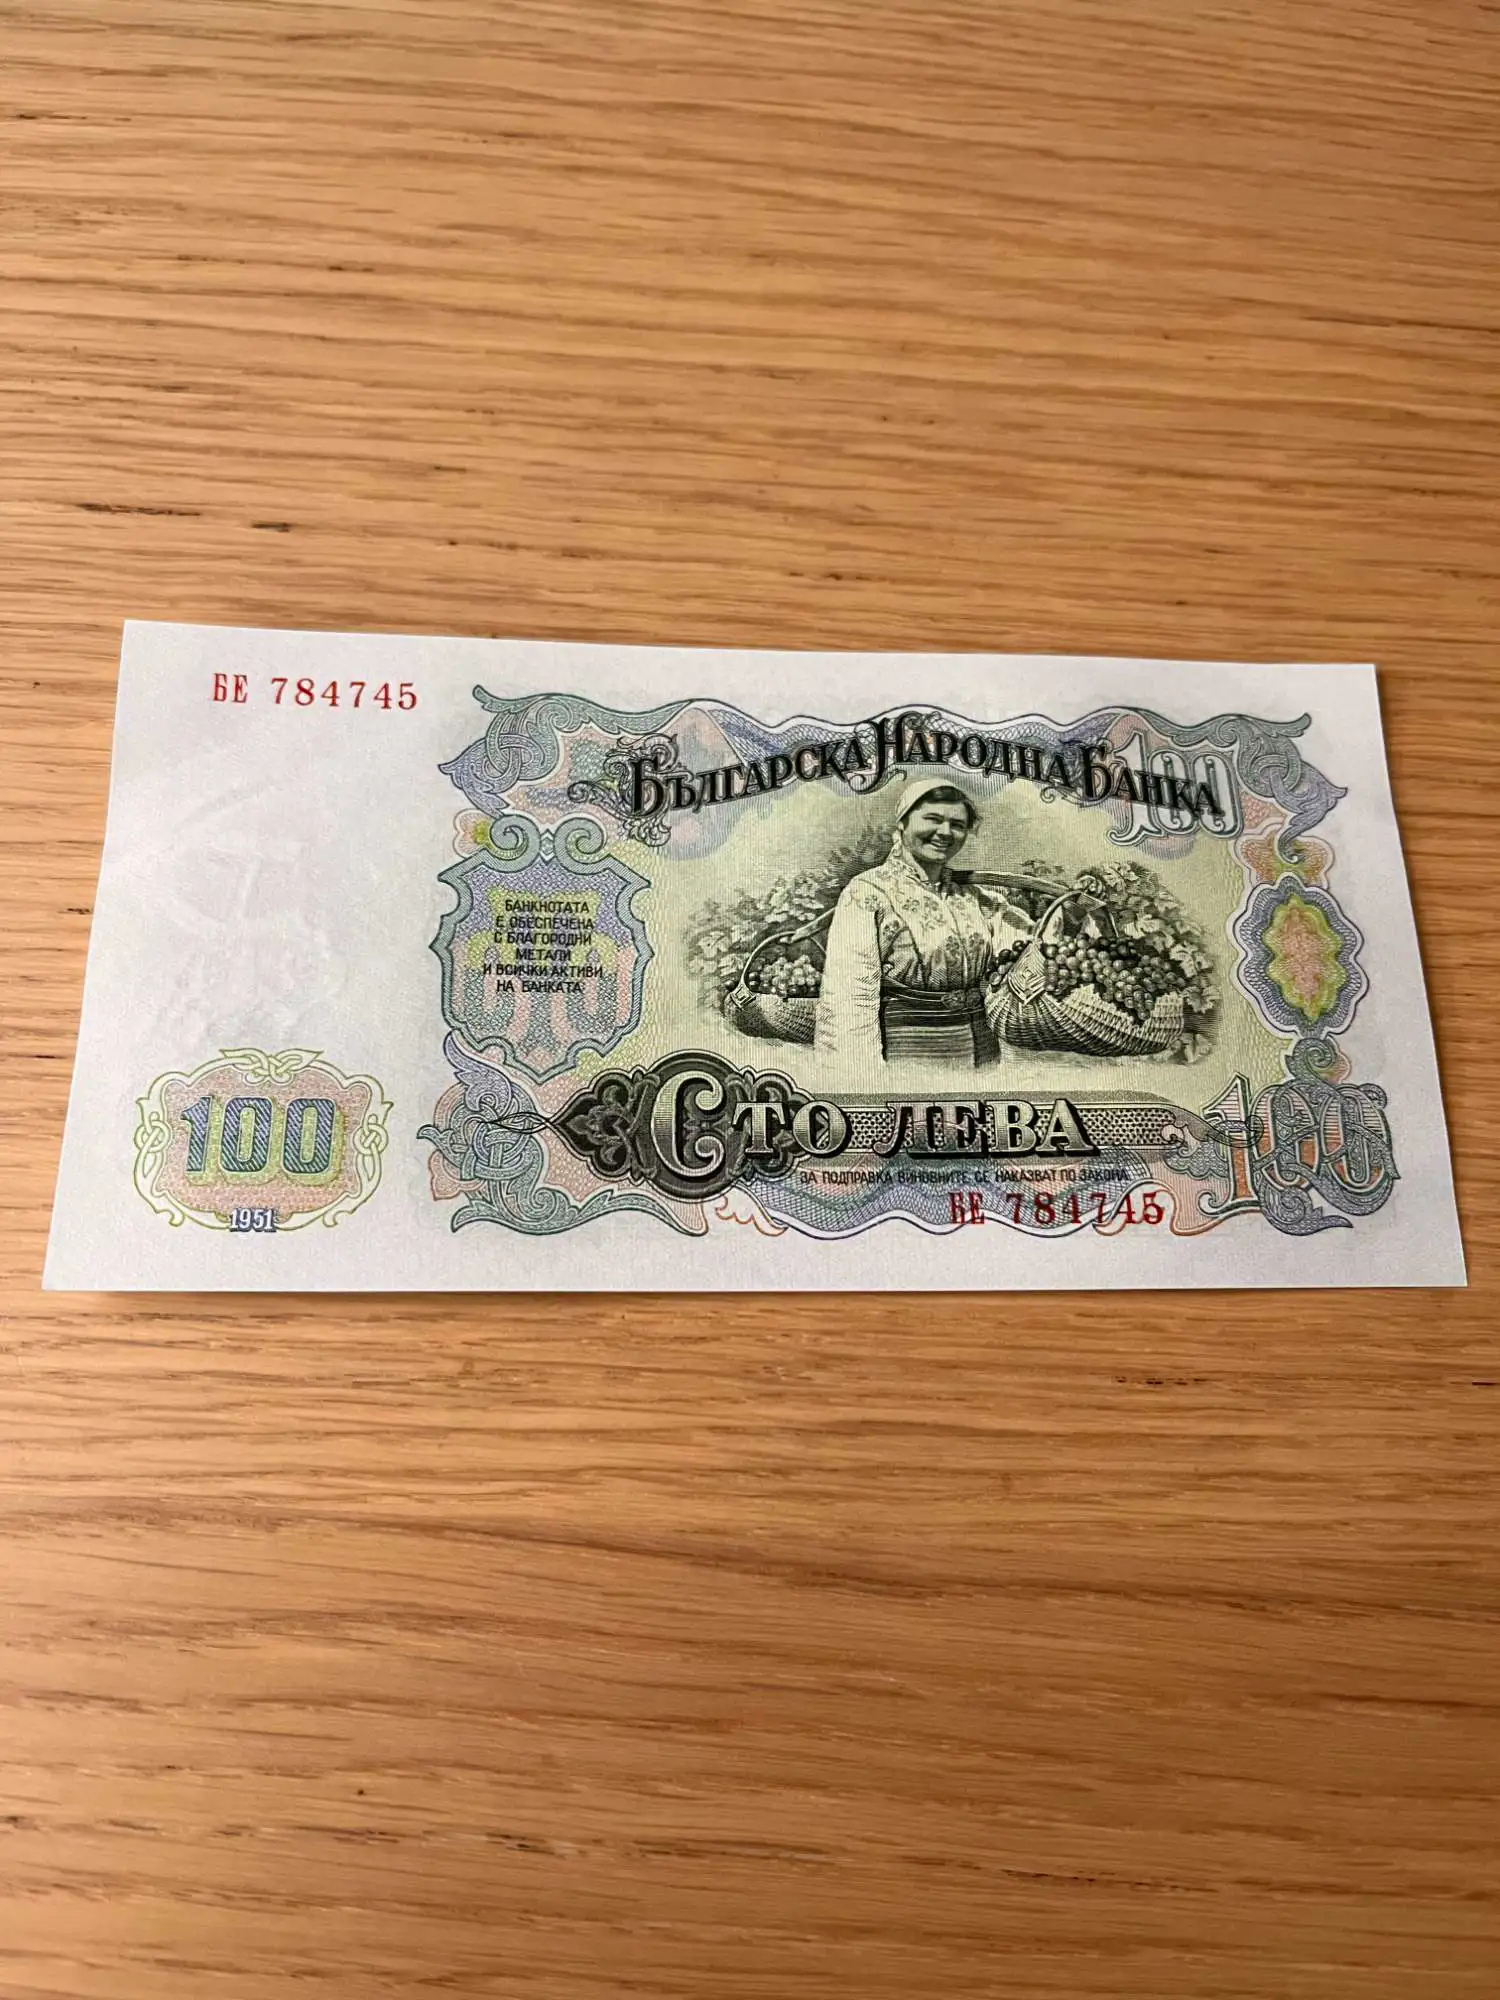 БЕ 784745
Българска Народна Банка
100
БАНКНОТАТА
Е ОБЕСПЕЧЕНА
С БЛАГОРОДНИ
МЕТАЛИ
И ВСИЧКИ АКТИВИ
НА БАНКАТА
100
1951
Сто лева
100
ЗА ПОДПРАВКА ВИНОВНИТЕ СЕ НАКАЗВАТ ПО ЗАКОНА
БЕ 784745